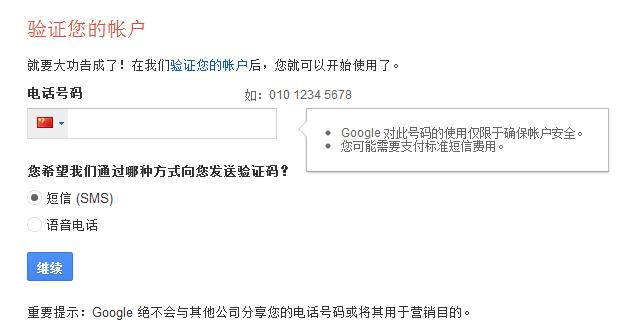 验证您的帐户
就要大功告成了！在我们验证您的帐户后，您就可以开始使用了。
电话号码 如：010 1234 5678
Google 对此号码的使用仅限于确保帐户安全。
您可能需要支付标准短信费用。
您希望我们通过哪种方式向您发送验证码？
短信 (SMS)
语音电话
继续
重要提示：Google 绝不会与其他公司分享您的电话号码或将其用于营销目的。